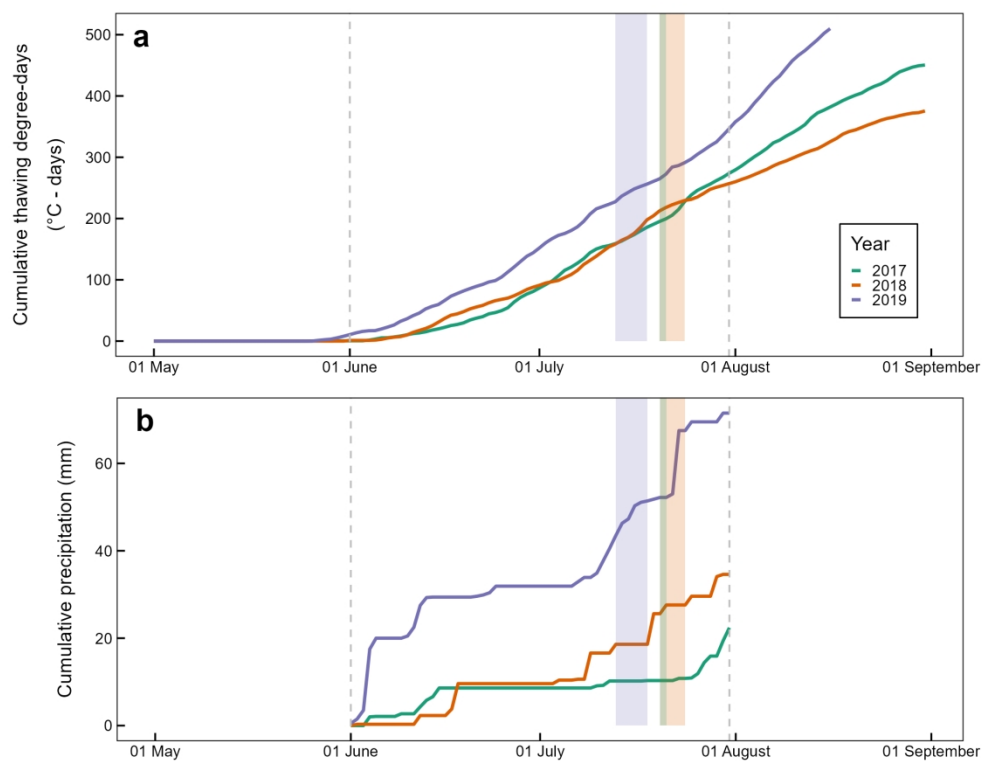 a
Cumulative thawing degree-days
(°C - days)
500
400
300
200
100
0
01 May
01 June
01 July
01 August
01 September
Year
2017
2018
2019
b
Cumulative precipitation (mm)
60
40
20
0
01 May
01 June
01 July
01 August
01 September